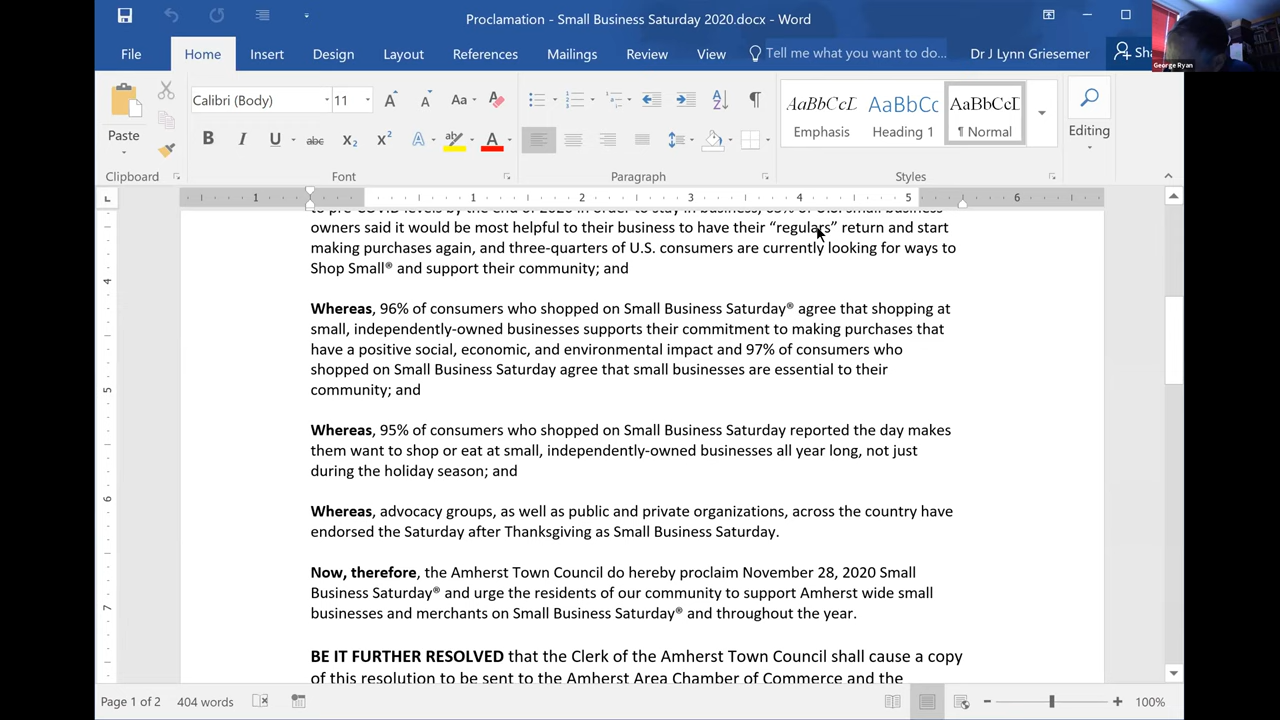 Proclamation - Small Business Saturday 2020.docx - Word
File Home Insert Design Layout References Mailings Review View Tell me what you want to do... Dr J Lynn Griesemer Sha
George Ryan
Paste
Clipboard
Calibri (Body) 11
Font
Paragraph
AaBbCcD AaBbCc AaBbCcD
Emphasis Heading 1 ¶ Normal
Styles
Editing
1 1 2 3 4 5 6
to pre-COVID levels by the end of 2020 in order to stay in business, U.S. small business
owners said it would be most helpful to their business to have their “regulars” return and start
making purchases again, and three-quarters of U.S. consumers are currently looking for ways to
Shop Small® and support their community; and
Whereas, 96% of consumers who shopped on Small Business Saturday® agree that shopping at
small, independently-owned businesses supports their commitment to making purchases that
have a positive social, economic, and environmental impact and 97% of consumers who
shopped on Small Business Saturday agree that small businesses are essential to their
community; and
Whereas, 95% of consumers who shopped on Small Business Saturday reported the day makes
them want to shop or eat at small, independently-owned businesses all year long, not just
during the holiday season; and
Whereas, advocacy groups, as well as public and private organizations, across the country have
endorsed the Saturday after Thanksgiving as Small Business Saturday.
Now, therefore, the Amherst Town Council do hereby proclaim November 28, 2020 Small
Business Saturday® and urge the residents of our community to support Amherst wide small
businesses and merchants on Small Business Saturday® and throughout the year.
BE IT FURTHER RESOLVED that the Clerk of the Amherst Town Council shall cause a copy
of this resolution to be sent to the Amherst Area Chamber of Commerce and the
4
5
6
7
Page 1 of 2 404 words 100%